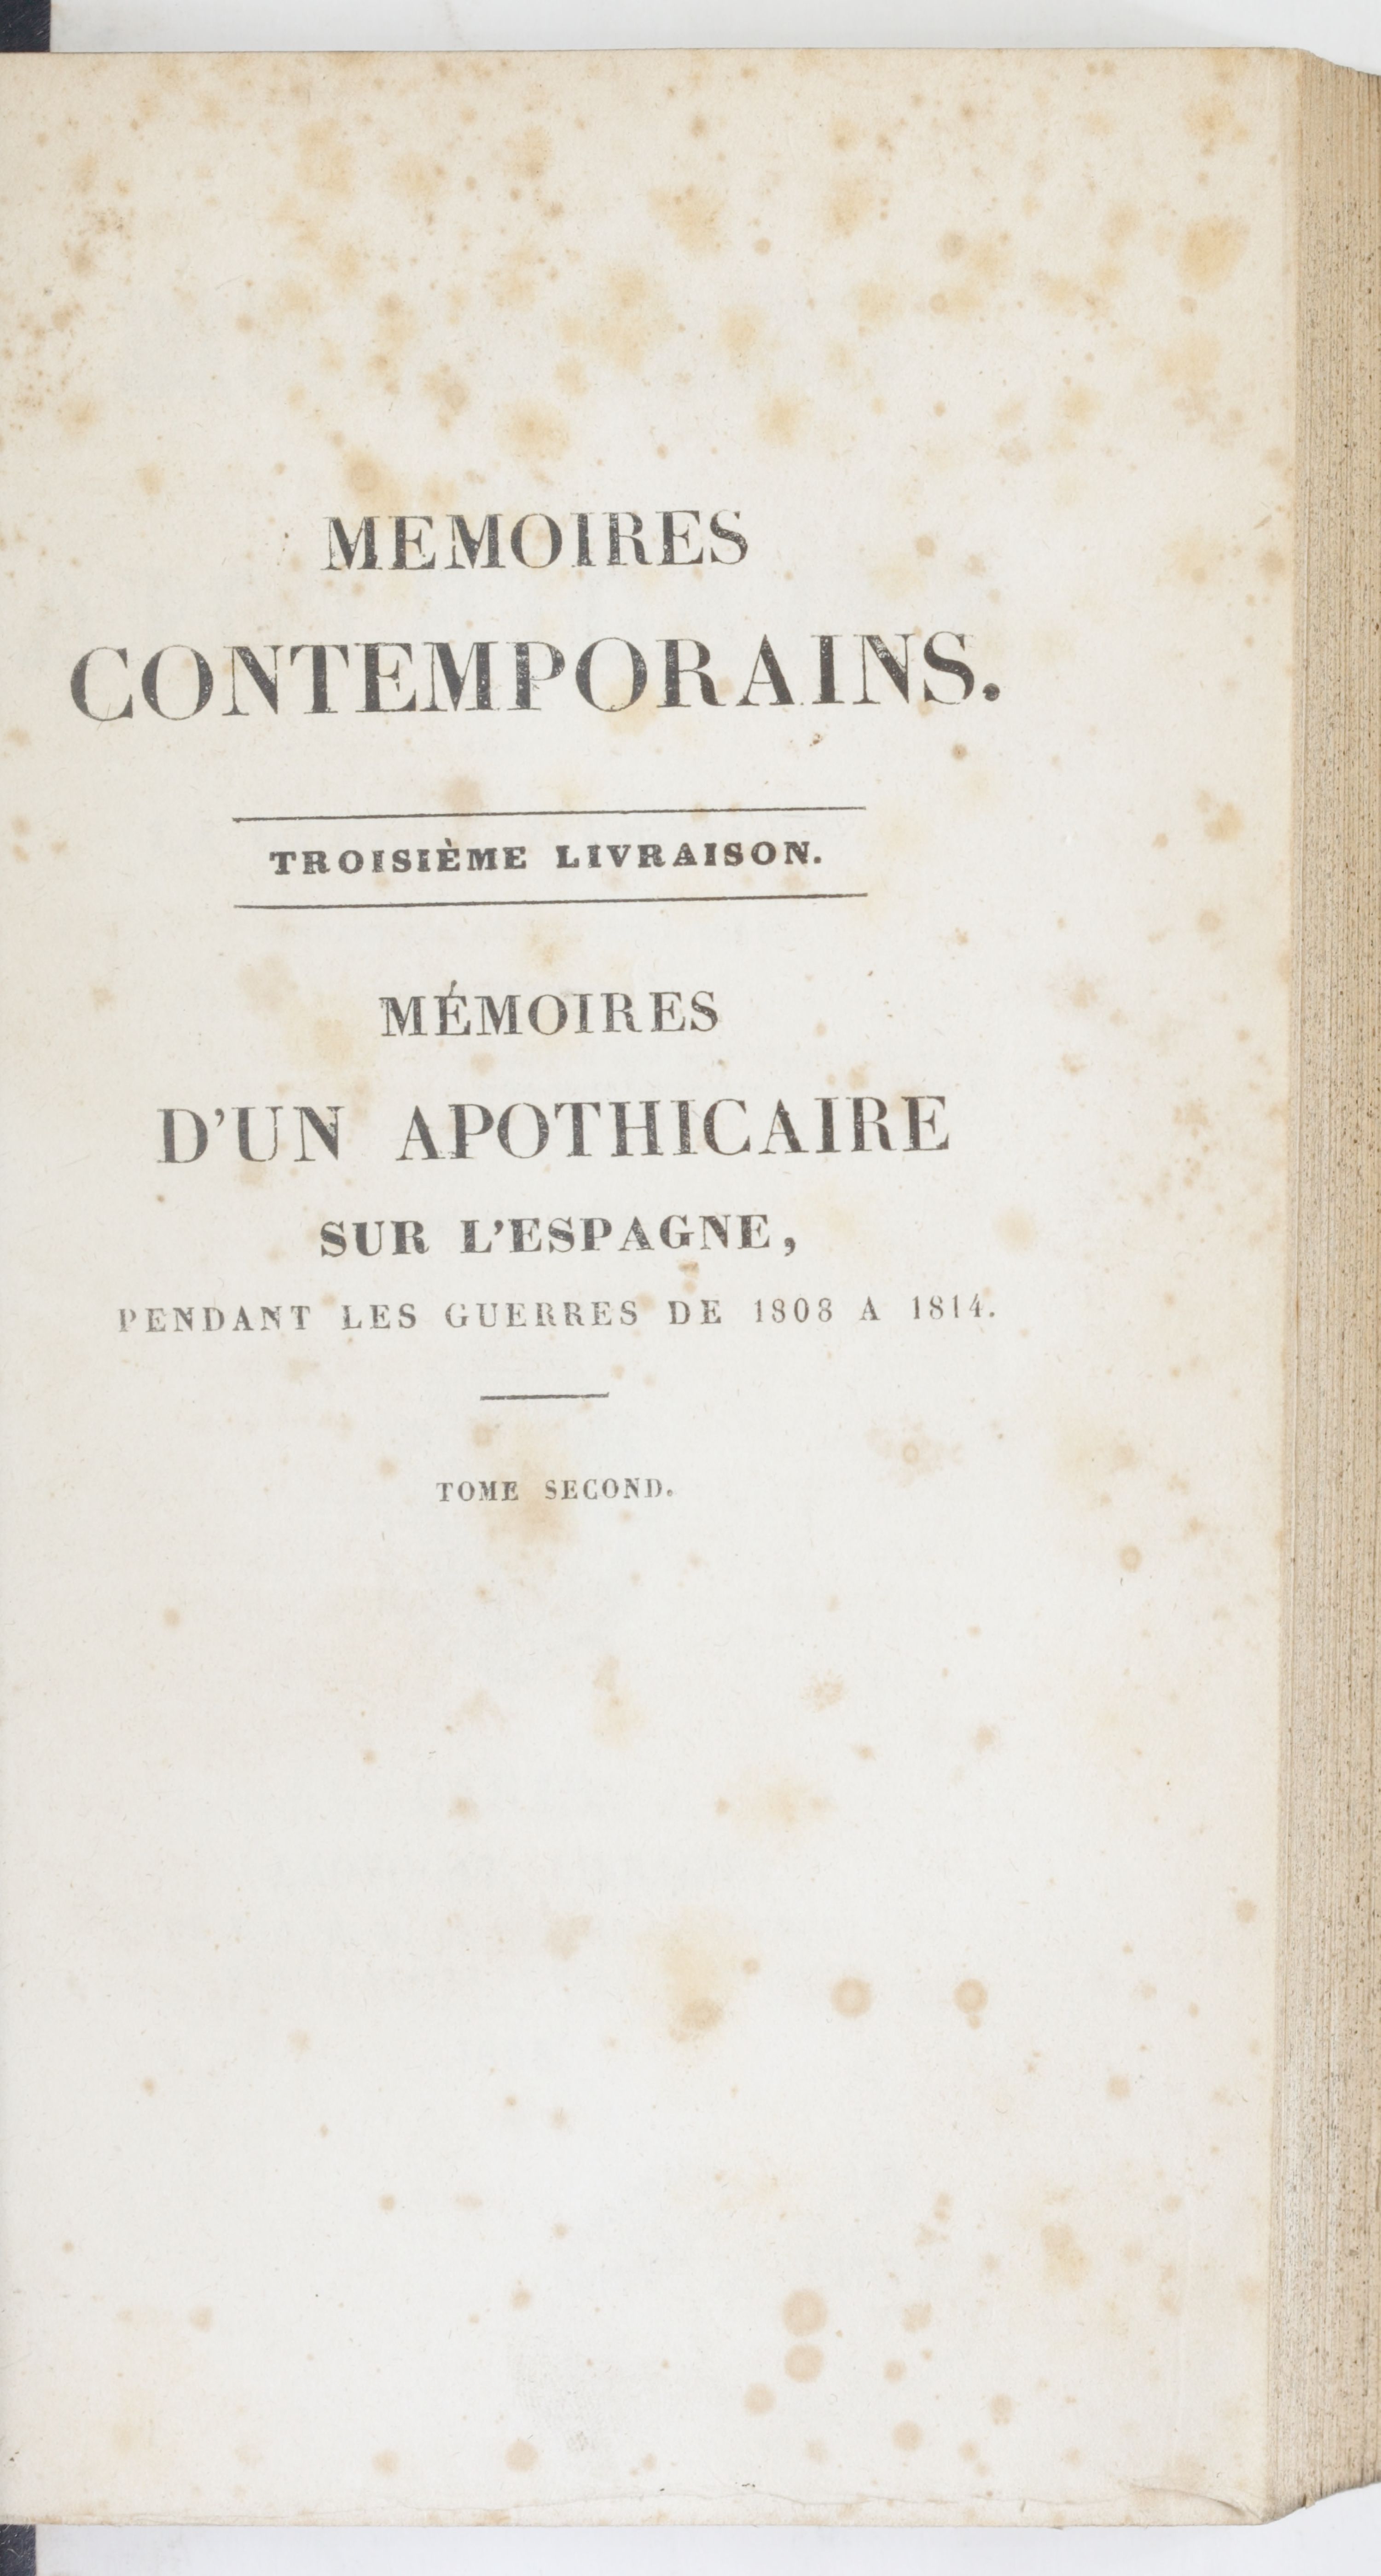 MEMOIRES
CONTEMPORAINS.
TROISIÈME LIVRAISON.
MÉMOIRES
D'UN APOTHICAIRE
SUR L'ESPAGNE,
PENDANT LES GUERRES DE 1808 A 1814.
TOME SECOND.